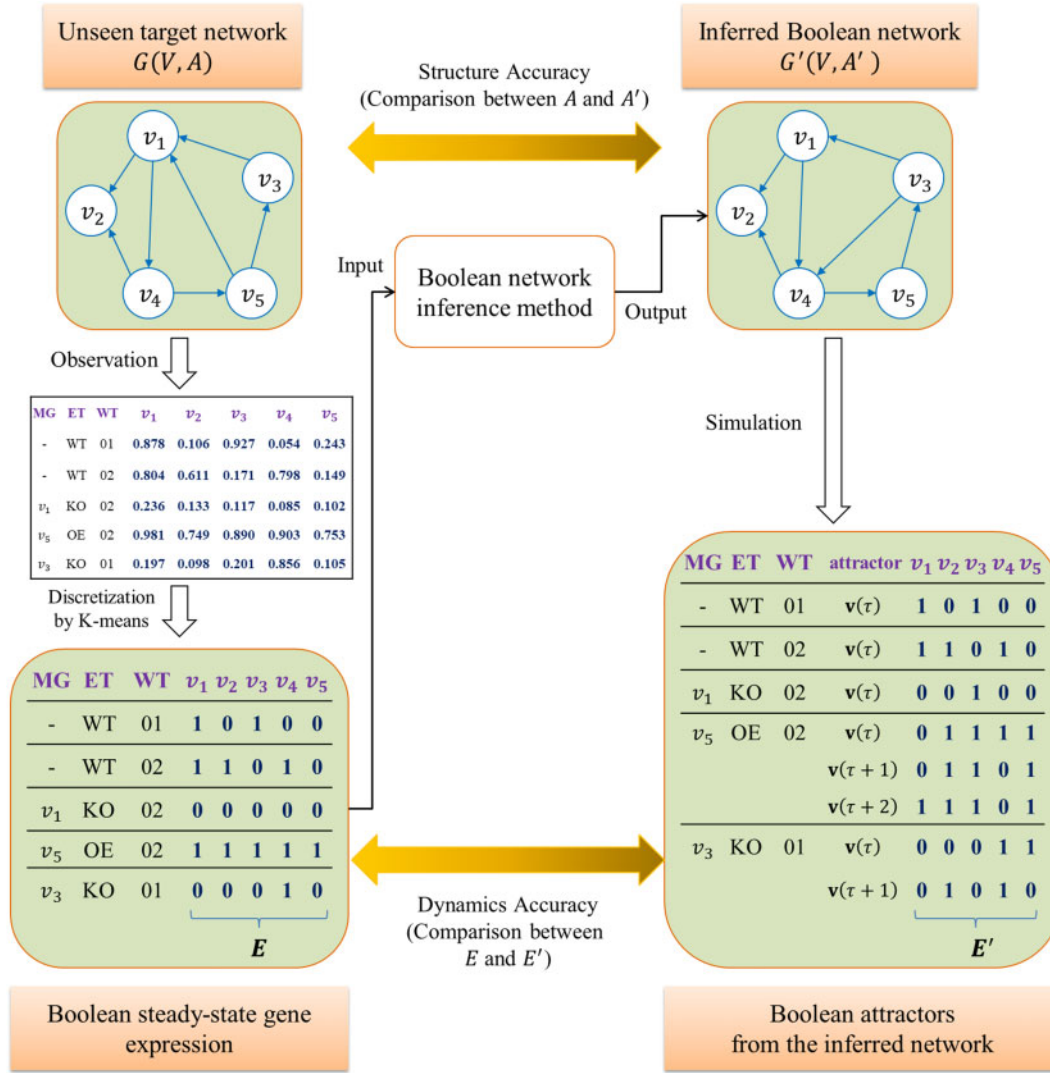 Unseen target network
G(V, A)
Inferred Boolean network
G′(V, A′ )
Structure Accuracy
(Comparison between A and A′)
v₁
v₂
v₃
v₄
v₅
v₁
v₂
v₃
v₄
v₅
Input
Boolean network
inference method
Output
Observation
MG ET WT v₁ v₂ v₃ v₄ v₅
- WT 01 0.878 0.106 0.927 0.054 0.243
- WT 02 0.804 0.611 0.171 0.798 0.149
v₁ KO 02 0.236 0.133 0.117 0.085 0.102
v₅ OE 02 0.981 0.749 0.890 0.903 0.753
v₃ KO 01 0.197 0.098 0.201 0.856 0.105
Simulation
Discretization
by K-means
MG ET WT v₁ v₂ v₃ v₄ v₅
- WT 01 1 0 1 0 0
- WT 02 1 1 0 1 0
v₁ KO 02 0 0 0 0 0
v₅ OE 02 1 1 1 1 1
v₃ KO 01 0 0 0 1 0
E
Dynamics Accuracy
(Comparison between
E and E′)
MG ET WT attractor v₁ v₂ v₃ v₄ v₅
- WT 01 v(τ) 1 0 1 0 0
- WT 02 v(τ) 1 1 0 1 0
v₁ KO 02 v(τ) 0 0 1 0 0
v₅ OE 02 v(τ) 0 1 1 1 1
v(τ + 1) 0 1 1 0 1
v(τ + 2) 1 1 1 0 1
v₃ KO 01 v(τ) 0 0 0 1 1
v(τ + 1) 0 1 0 1 0
E′
Boolean steady-state gene
expression
Boolean attractors
from the inferred network